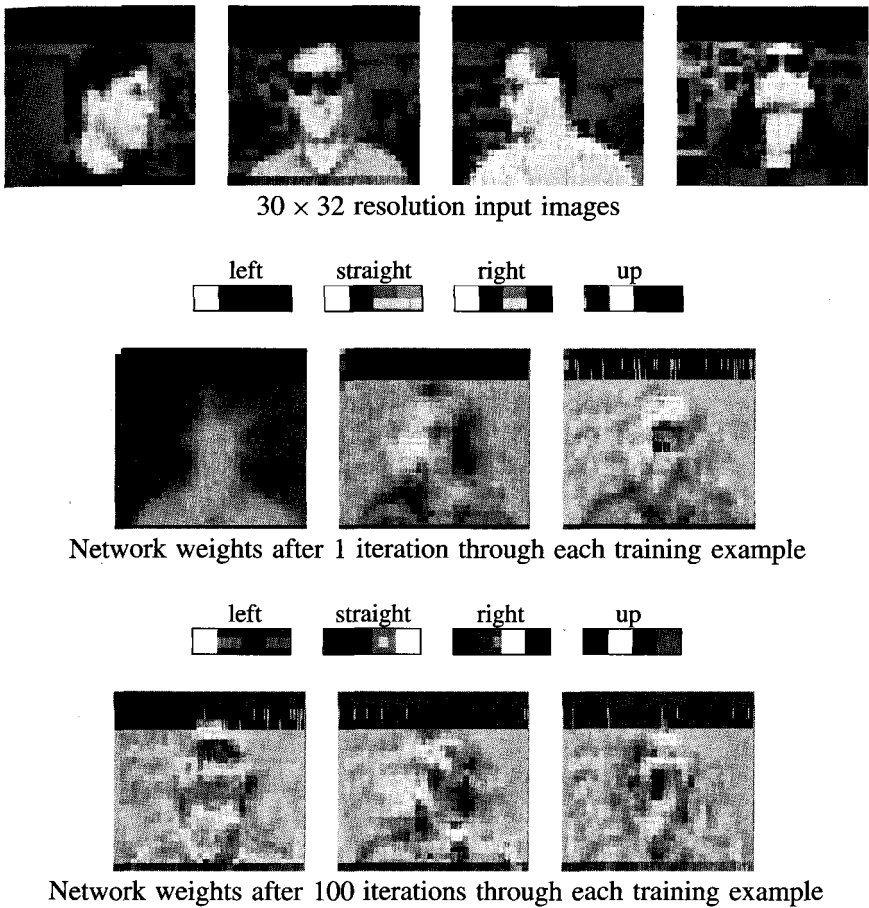 30 × 32 resolution input images
left straight right up
Network weights after 1 iteration through each training example
left straight right up
Network weights after 100 iterations through each training example